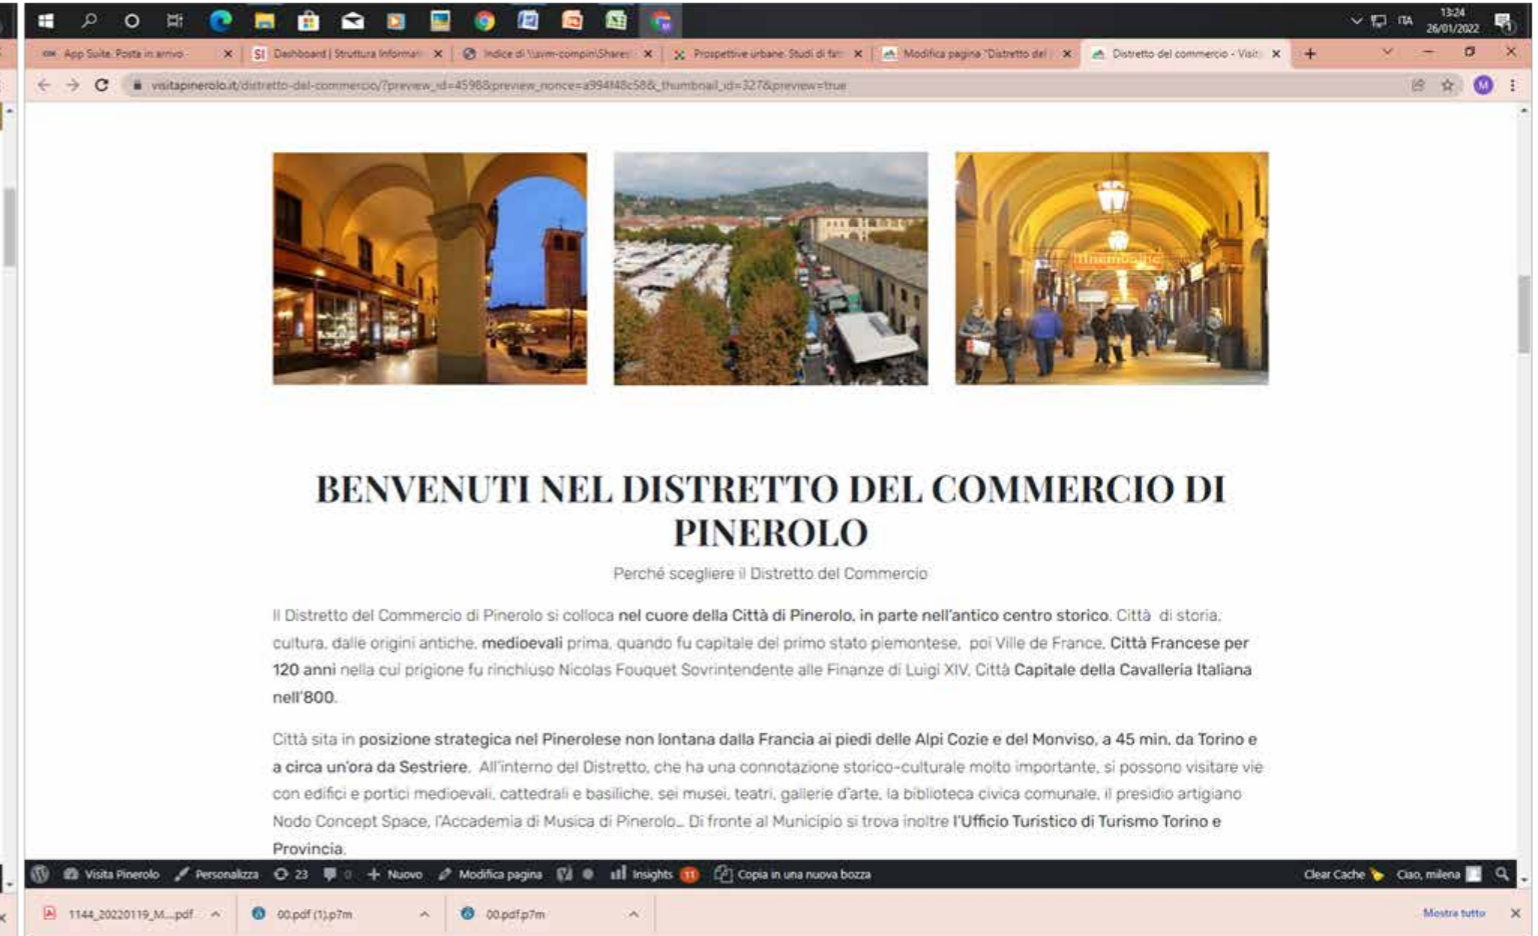 13:24
ITA
26/01/2022
App Suite. Posta in arrivo
Dashboard | Struttura Informati
Indice di \\svim-compin\Shares\
Prospettive urbane. Studi di fat
Modifica pagina "Distretto del
Distretto del commercio - Visit
visitapinerolo.it/distretto-del-commercio/?preview_id=4598&preview_nonce=a994f48c58&_thumbnail_id=327&preview=true
BENVENUTI NEL DISTRETTO DEL COMMERCIO DI
PINEROLO
Perché scegliere il Distretto del Commercio
Il Distretto del Commercio di Pinerolo si colloca nel cuore della Città di Pinerolo, in parte nell'antico centro storico. Città di storia,
cultura, dalle origini antiche, medioevali prima, quando fu capitale del primo stato piemontese, poi Ville de France, Città Francese per
120 anni nella cui prigione fu rinchiuso Nicolas Fouquet Sovrintendente alle Finanze di Luigi XIV, Città Capitale della Cavalleria Italiana
nell'800.
Città sita in posizione strategica nel Pinerolese non lontana dalla Francia ai piedi delle Alpi Cozie e del Monviso, a 45 min. da Torino e
a circa un'ora da Sestriere. All'interno del Distretto, che ha una connotazione storico-culturale molto importante, si possono visitare vie
con edifici e portici medioevali, cattedrali e basiliche, sei musei, teatri, gallerie d'arte, la biblioteca civica comunale, il presidio artigiano
Nodo Concept Space, l'Accademia di Musica di Pinerolo… Di fronte al Municipio si trova inoltre l'Ufficio Turistico di Turismo Torino e
Provincia.
Visita Pinerolo Personalizza 23 0 + Nuovo Modifica pagina Insights 11 Copia in una nuova bozza Clear Cache Ciao, milena
1144_20220119_M....pdf 00.pdf (1).p7m 00.pdf.p7m Mostra tutto